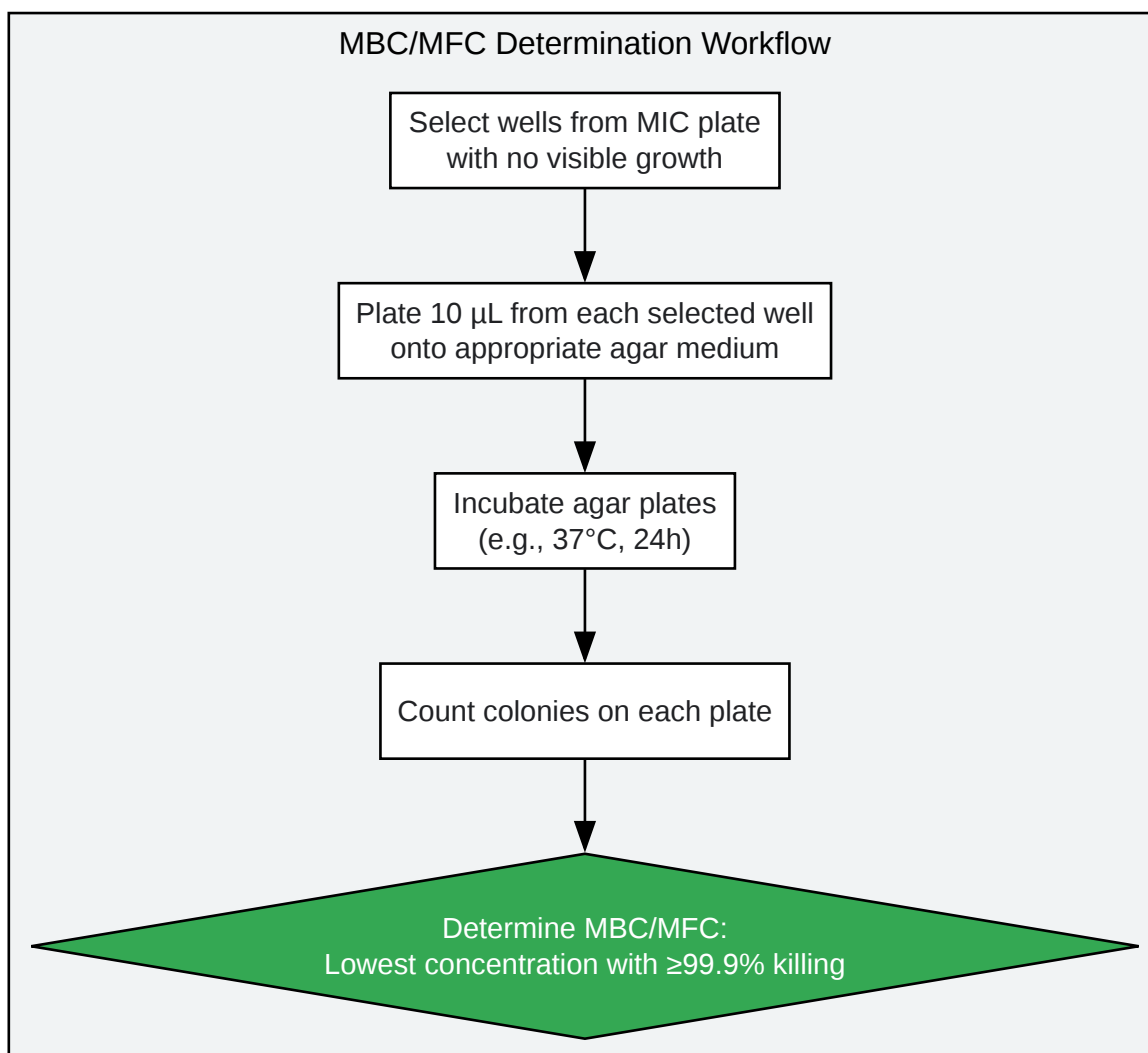 MBC/MFC Determination Workflow
Select wells from MIC plate
with no visible growth
Plate 10 µL from each selected well
onto appropriate agar medium
Incubate agar plates
(e.g., 37°C, 24h)
Count colonies on each plate
Determine MBC/MFC:
Lowest concentration with ≥99.9% killing